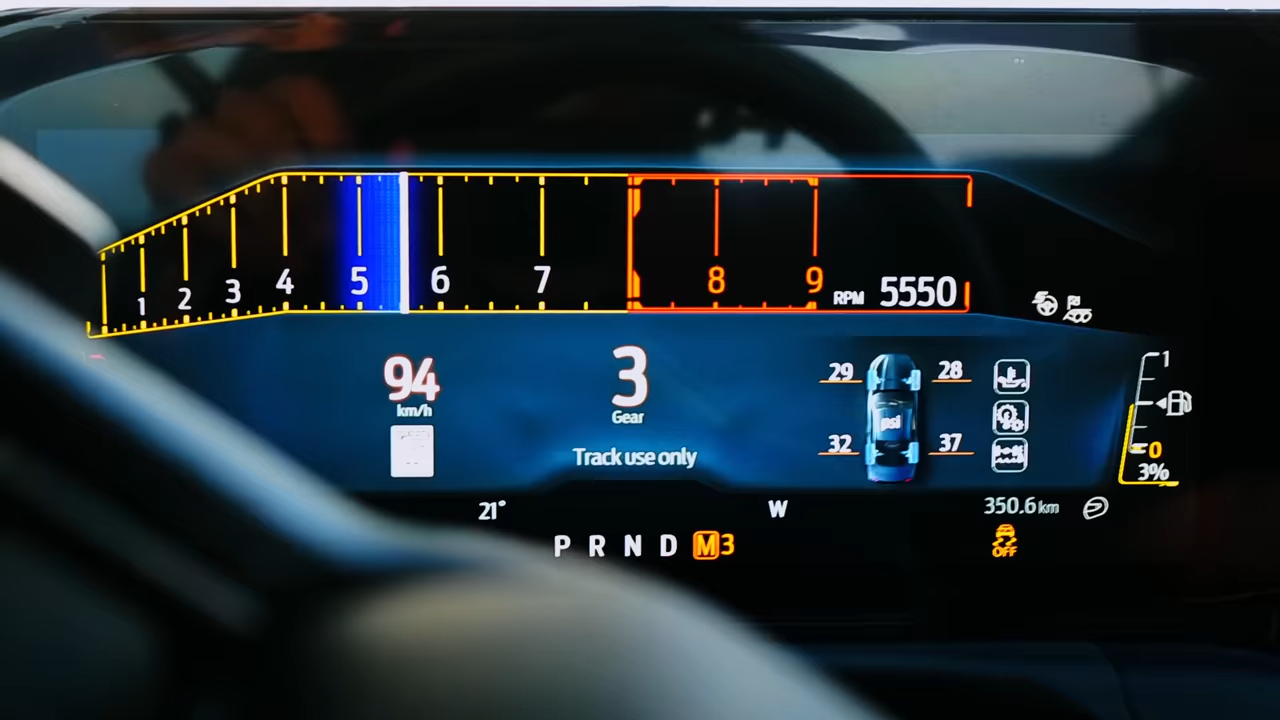 1 2 3 4 5 6 7 8 9 RPM 5550
94
km/h
3
Gear
Track use only
29 28
psi
32 37
1
0
3%
21° W 350.6 km
P R N D M3
OFF